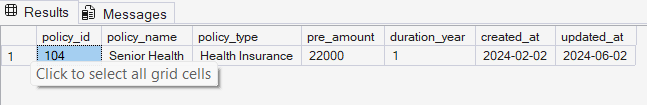 Results Messages
policy_id policy_name policy_type pre_amount duration_year created_at updated_at
1 104 Senior Health Health Insurance 22000 1 2024-02-02 2024-06-02
Click to select all grid cells